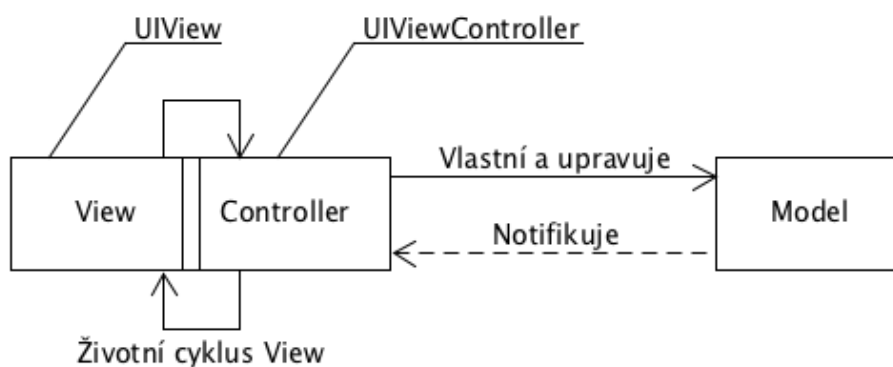 UIView
UIViewController
Vlastní a upravuje
View
Controller
Model
Notifikuje
Životní cyklus View